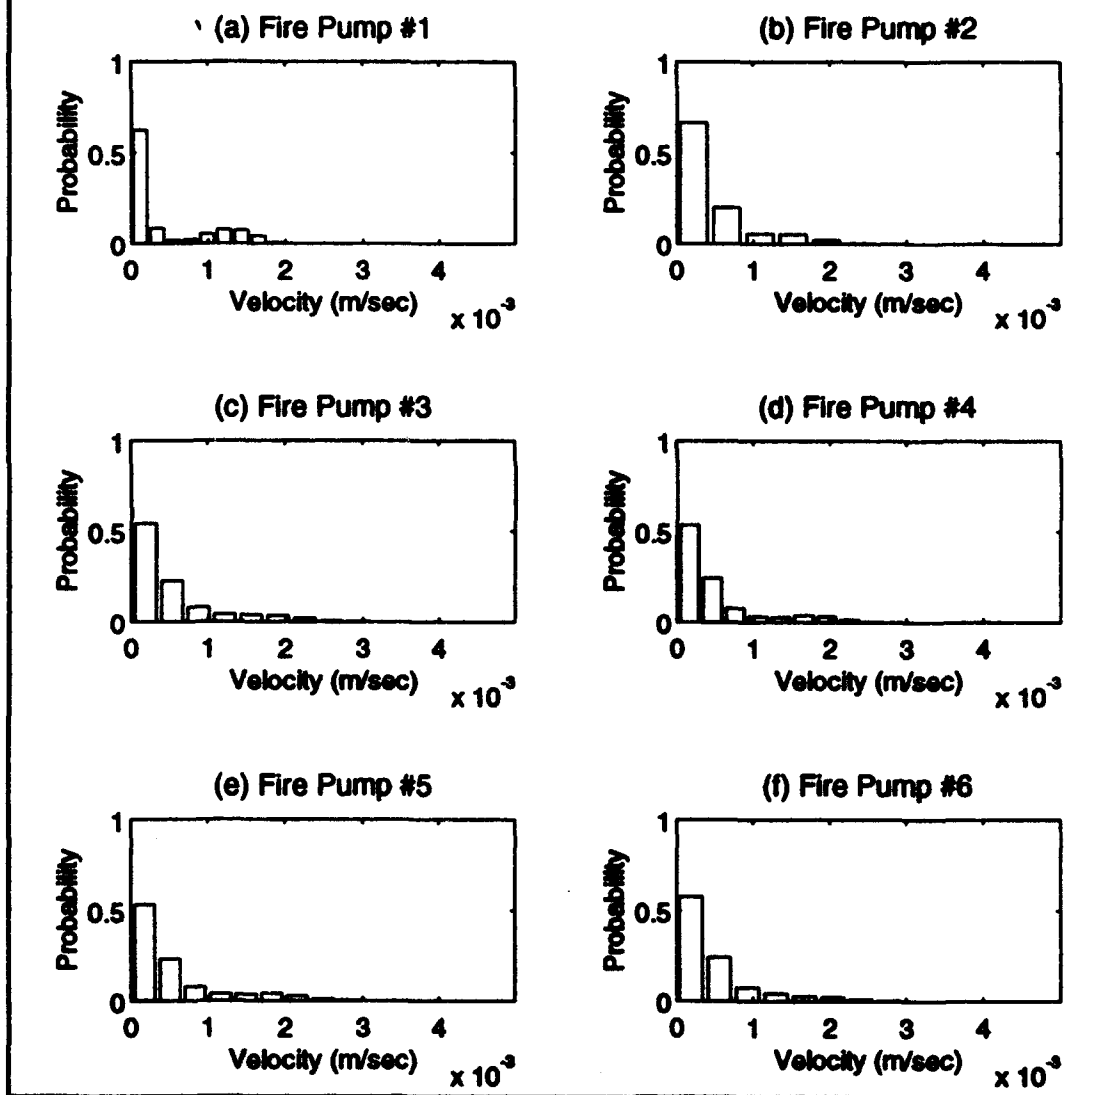 (a) Fire Pump #1
(b) Fire Pump #2
Probability
1
0.5
0
0 1 2 3 4
Velocity (m/sec)
x 10⁻³
Probability
1
0.5
0
0 1 2 3 4
Velocity (m/sec)
x 10⁻³
(c) Fire Pump #3
(d) Fire Pump #4
Probability
1
0.5
0
0 1 2 3 4
Velocity (m/sec)
x 10⁻³
Probability
1
0.5
0
0 1 2 3 4
Velocity (m/sec)
x 10⁻³
(e) Fire Pump #5
(f) Fire Pump #6
Probability
1
0.5
0
0 1 2 3 4
Velocity (m/sec)
x 10⁻³
Probability
1
0.5
0
0 1 2 3 4
Velocity (m/sec)
x 10⁻³